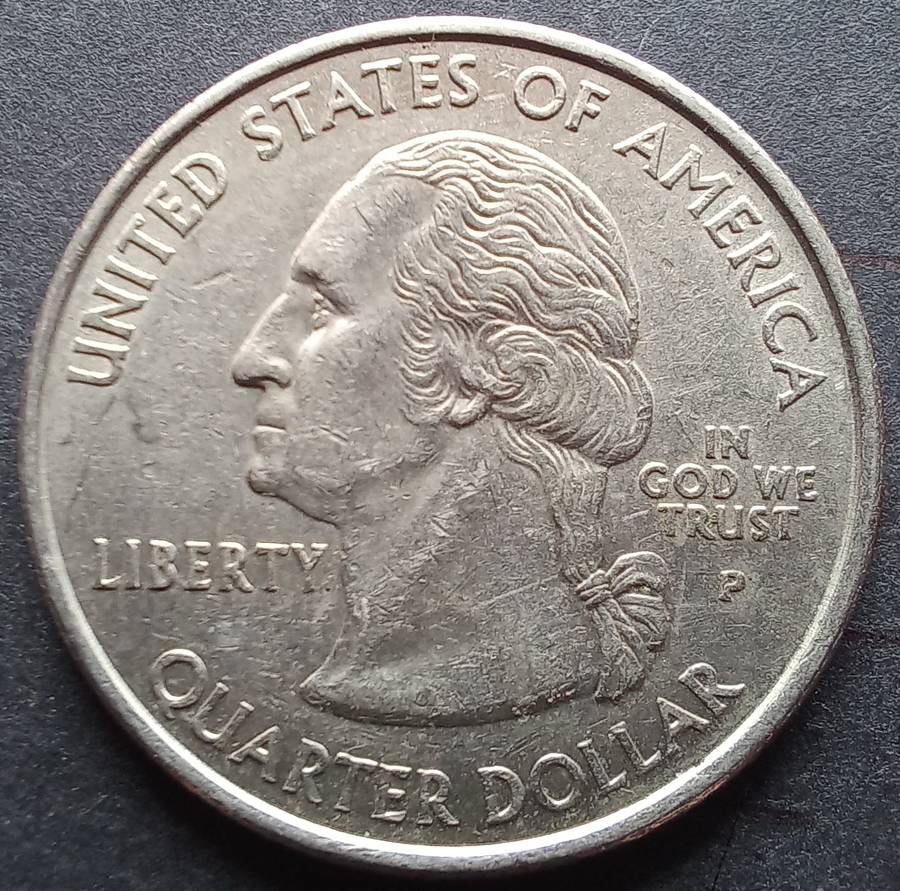 UNITED STATES OF AMERICA
LIBERTY
IN
GOD WE
TRUST
P
QUARTER DOLLAR